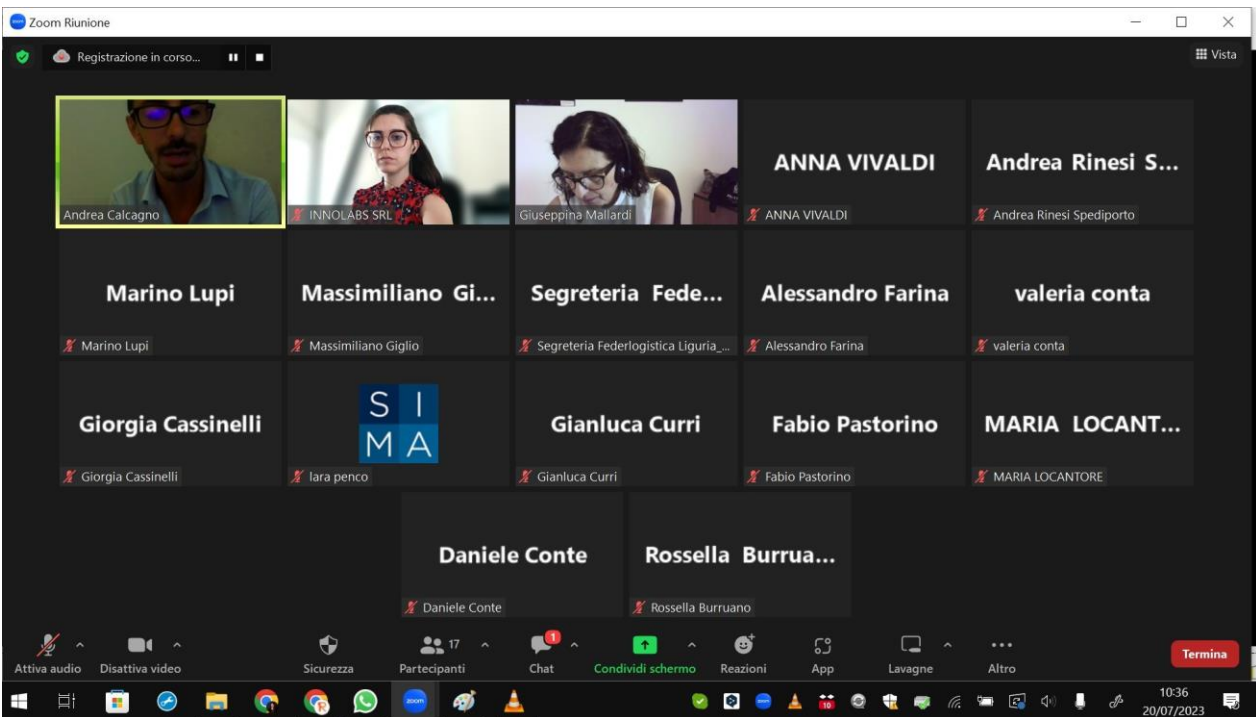 Zoom Riunione
Registrazione in corso...
Vista
Andrea Calcagno
INNOLABS SRL
Giuseppina Mallardi
ANNA VIVALDI
ANNA VIVALDI
Andrea Rinesi S...
Andrea Rinesi Spediporto
Marino Lupi
Marino Lupi
Massimiliano Gi...
Massimiliano Giglio
Segreteria Fede...
Segreteria Federlogistica Liguria_...
Alessandro Farina
Alessandro Farina
valeria conta
valeria conta
Giorgia Cassinelli
Giorgia Cassinelli
S I
M A
lara penco
Gianluca Curri
Gianluca Curri
Fabio Pastorino
Fabio Pastorino
MARIA LOCANT...
MARIA LOCANTORE
Daniele Conte
Daniele Conte
Rossella Burrua...
Rossella Burruano
Attiva audio
Disattiva video
Sicurezza
17
Partecipanti
1
Chat
Condividi schermo
Reazioni
App
Lavagne
Altro
Termina
zoom
10
10:36
20/07/2023